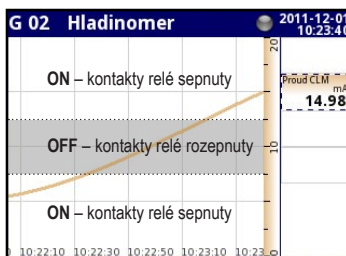 G 02 Hladinomer
2011-12-01
10:23:40
20
ON – kontakty relé sepnuty
Proud CLM
mA
14.98
OFF – kontakty relé rozepnuty
10
ON – kontakty relé sepnuty
0
10:22:10 10:22:30 10:22:50 10:23:10 10:23